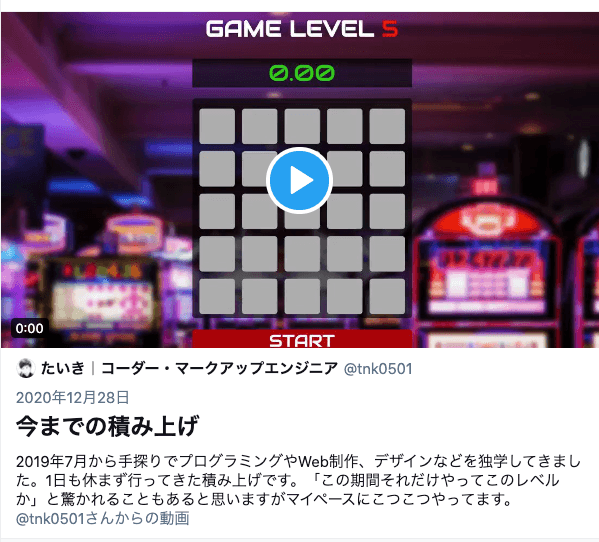 GAME LEVEL 5
0.00
START
0:00
たいき｜コーダー・マークアップエンジニア @tnk0501
2020年12月28日
今までの積み上げ
2019年7月から手探りでプログラミングやWeb制作、デザインなどを独学してきまし
た。1日も休まず行ってきた積み上げです。「この期間それだけやってこのレベル
か」と驚かれることもあると思いますがマイペースにこつこつやってます。
@tnk0501さんからの動画